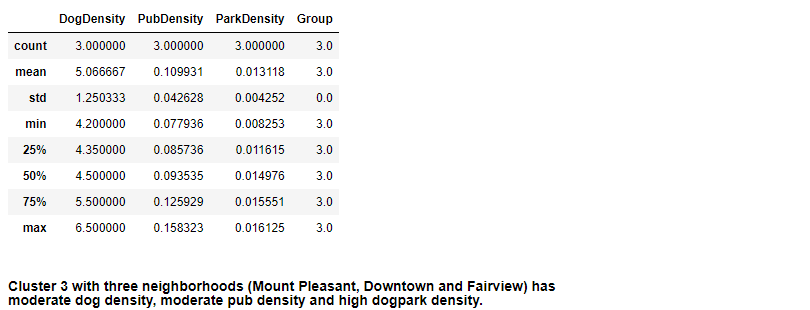 DogDensity PubDensity ParkDensity Group
count 3.000000 3.000000 3.000000 3.0
mean 5.066667 0.109931 0.013118 3.0
std 1.250333 0.042628 0.004252 0.0
min 4.200000 0.077936 0.008253 3.0
25% 4.350000 0.085736 0.011615 3.0
50% 4.500000 0.093535 0.014976 3.0
75% 5.500000 0.125929 0.015551 3.0
max 6.500000 0.158323 0.016125 3.0
Cluster 3 with three neighborhoods (Mount Pleasant, Downtown and Fairview) has
moderate dog density, moderate pub density and high dogpark density.